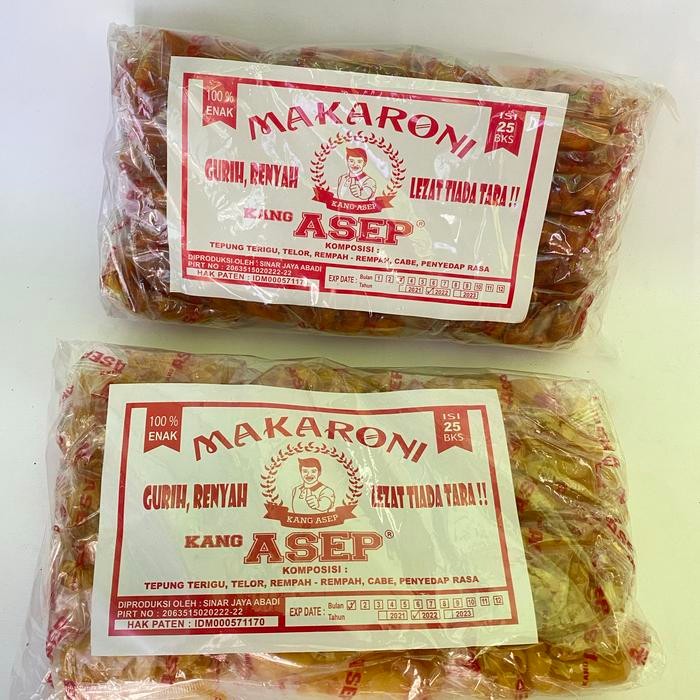 100 %
ENAK
MAKARONI
ISI
25
BKS
GURIH, RENYAH
LEZAT TIADA TARA !!
KANG ASEP
KANG ASEP®
KOMPOSISI :
TEPUNG TERIGU, TELOR, REMPAH - REMPAH, CABE, PENYEDAP RASA
DIPRODUKSI OLEH : SINAR JAYA ABADI
PIRT NO : 2063515020222-22
HAK PATEN : IDM00057117
EXP DATE : Bulan 1 2 3 4 5 6 7 8 9 10 11 12
Tahun 2021 2022 2023
100 %
ENAK
MAKARONI
ISI
25
BKS
GURIH, RENYAH
LEZAT TIADA TARA !!
KANG ASEP
KANG ASEP®
KOMPOSISI :
TEPUNG TERIGU, TELOR, REMPAH - REMPAH, CABE, PENYEDAP RASA
DIPRODUKSI OLEH : SINAR JAYA ABADI
PIRT NO : 2063515020222-22
HAK PATEN : IDM000571170
EXP DATE : Bulan 1 2 3 4 5 6 7 8 9 10 11 12
Tahun 2021 2022 2023